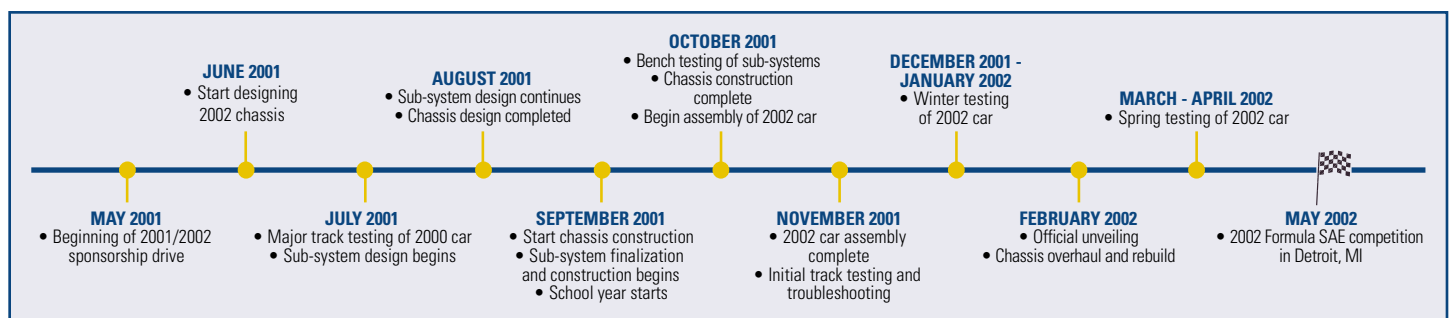 MAY 2001
• Beginning of 2001/2002
sponsorship drive
JUNE 2001
• Start designing
2002 chassis
JULY 2001
• Major track testing of 2000 car
• Sub-system design begins
AUGUST 2001
• Sub-system design continues
• Chassis design completed
SEPTEMBER 2001
• Start chassis construction
• Sub-system finalization
and construction begins
• School year starts
OCTOBER 2001
• Bench testing of sub-systems
• Chassis construction
complete
• Begin assembly of 2002 car
NOVEMBER 2001
• 2002 car assembly
complete
• Initial track testing and
troubleshooting
DECEMBER 2001 -
JANUARY 2002
• Winter testing
of 2002 car
FEBRUARY 2002
• Official unveiling
• Chassis overhaul and rebuild
MARCH - APRIL 2002
• Spring testing of 2002 car
MAY 2002
• 2002 Formula SAE competition
in Detroit, MI